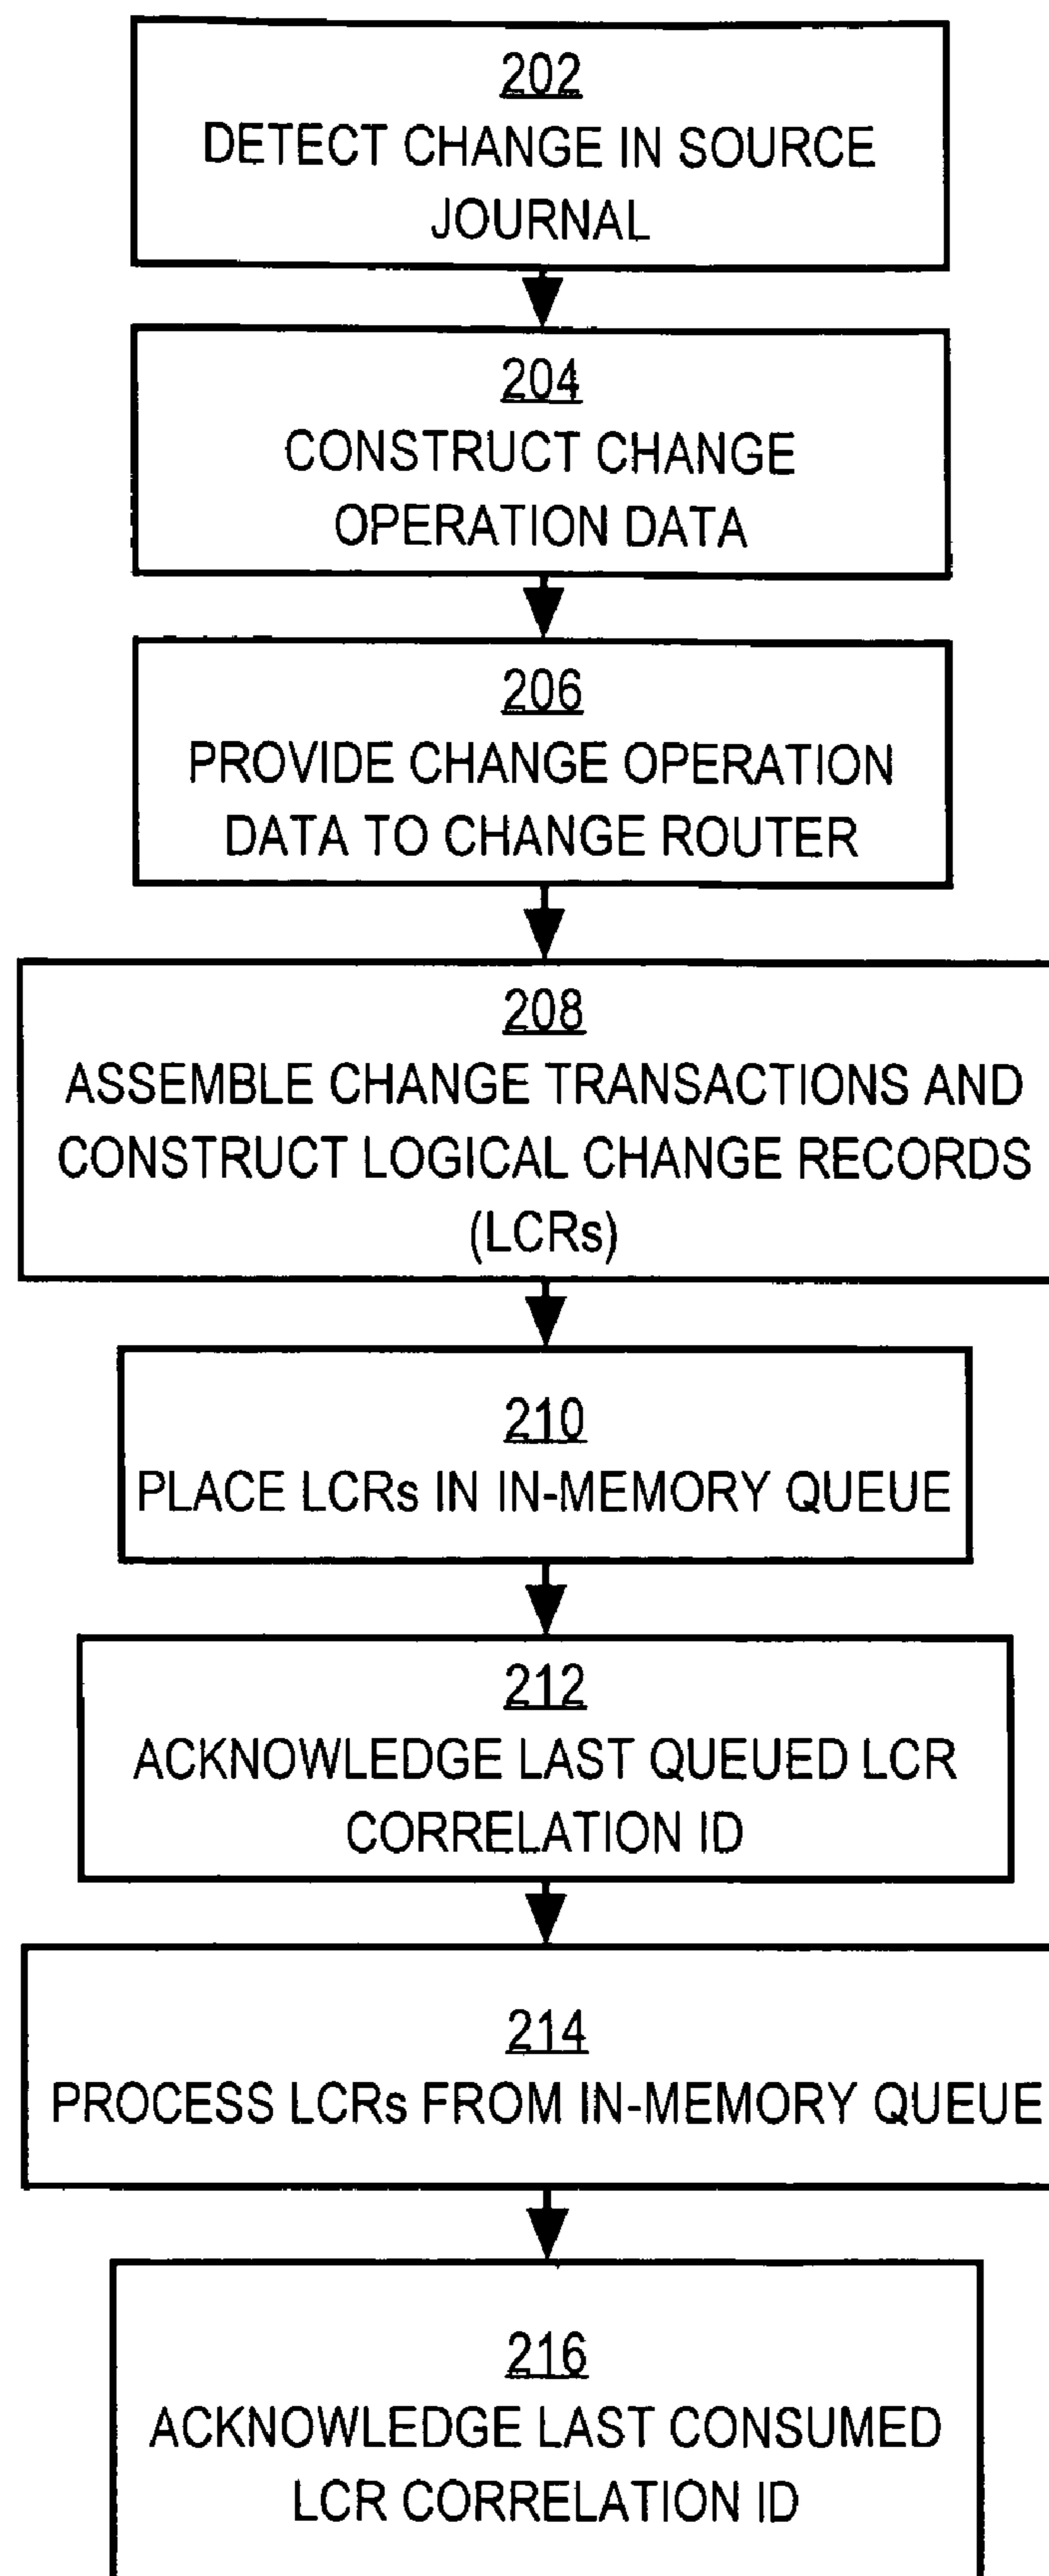 202
DETECT CHANGE IN SOURCE
JOURNAL
204
CONSTRUCT CHANGE
OPERATION DATA
206
PROVIDE CHANGE OPERATION
DATA TO CHANGE ROUTER
208
ASSEMBLE CHANGE TRANSACTIONS AND
CONSTRUCT LOGICAL CHANGE RECORDS
(LCRs)
210
PLACE LCRs IN IN-MEMORY QUEUE
212
ACKNOWLEDGE LAST QUEUED LCR
CORRELATION ID
214
PROCESS LCRs FROM IN-MEMORY QUEUE
216
ACKNOWLEDGE LAST CONSUMED
LCR CORRELATION ID